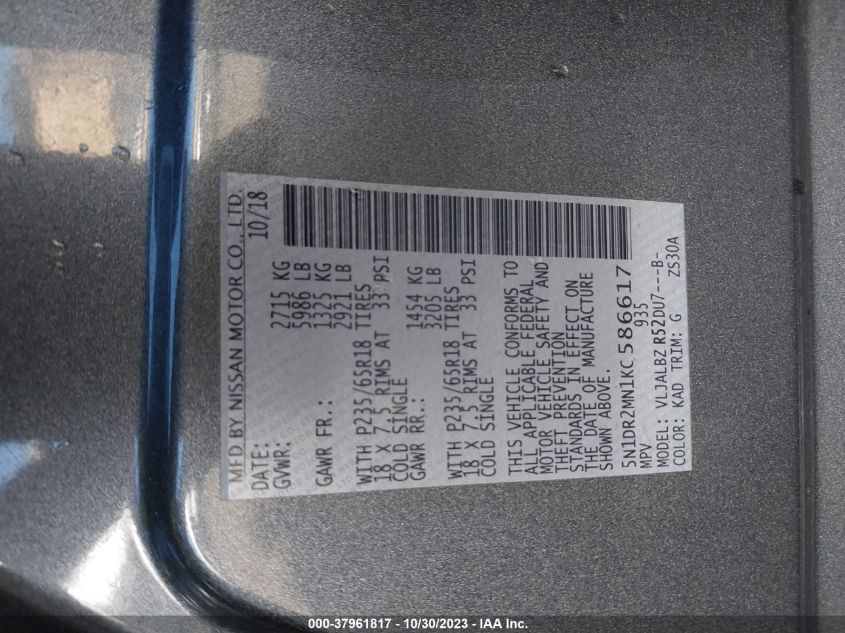 MFD BY NISSAN MOTOR CO., LTD.
DATE: 10/18
GVWR: 2715 KG
5986 LB
GAWR FR.: 1325 KG
2921 LB
WITH P235/65R18 TIRES
18 X 7.5 RIMS AT 33 PSI
COLD SINGLE
GAWR RR.: 1454 KG
3205 LB
WITH P235/65R18 TIRES
18 X 7.5 RIMS AT 33 PSI
COLD SINGLE
THIS VEHICLE CONFORMS TO
ALL APPLICABLE FEDERAL
MOTOR VEHICLE SAFETY AND
THEFT PREVENTION
STANDARDS IN EFFECT ON
THE DATE OF MANUFACTURE
SHOWN ABOVE.
5N1DR2MN1KC586617
MPV 935
MODEL: VLJALBZ R52DU7---B-
COLOR: KAD TRIM: G ZS30A
000-37961817 - 10/30/2023 - IAA Inc.